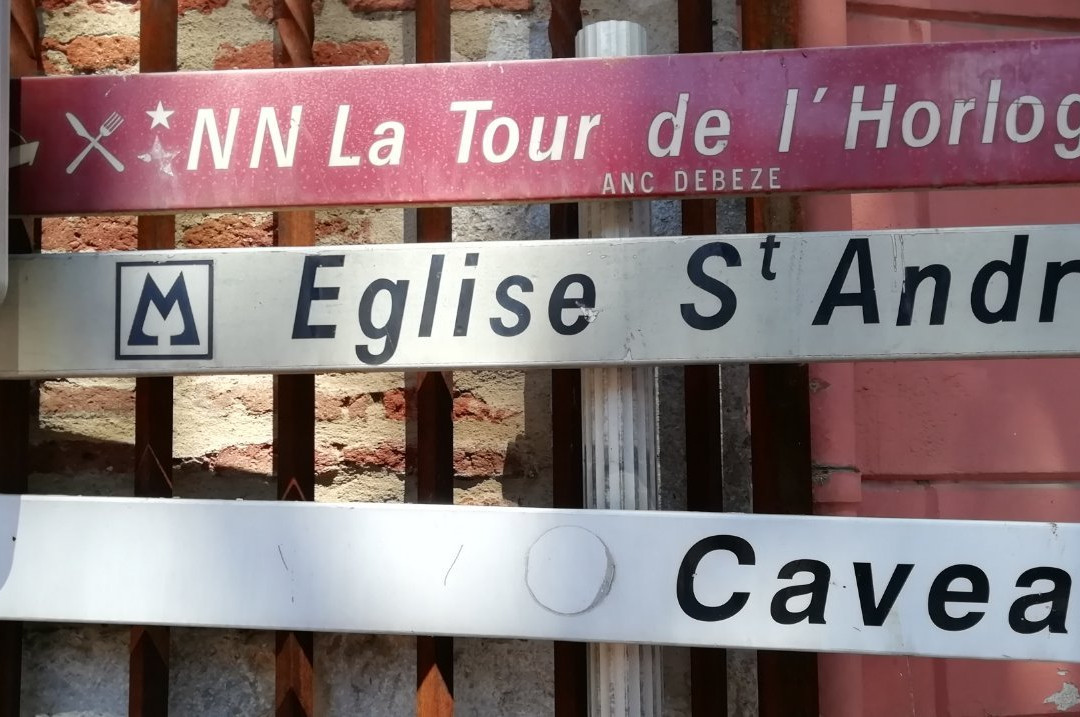 NN La Tour de l'Horlog
ANC DEBEZE
M Eglise St Andr
Cavea